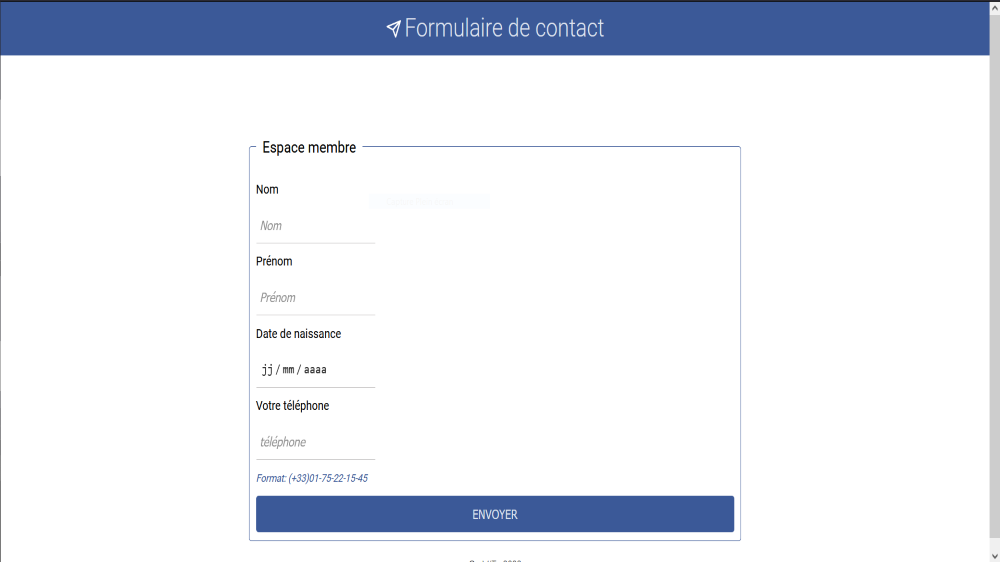 Formulaire de contact
Espace membre
Nom
Nom
Prénom
Prénom
Date de naissance
jj/mm/aaaa
Votre téléphone
téléphone
Format: (+33)01-75-22-15-45
ENVOYER